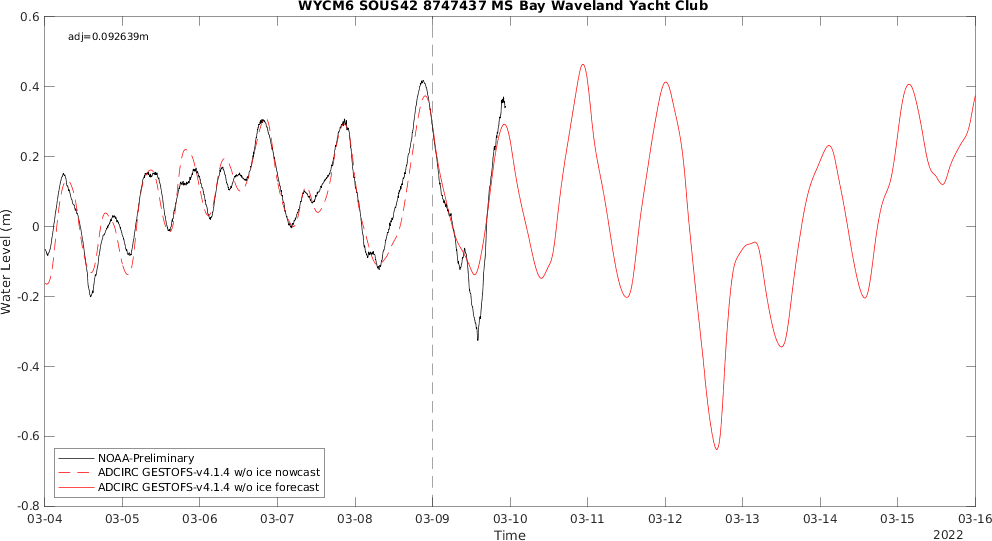 WYCM6 SOUS42 8747437 MS Bay Waveland Yacht Club
adj=0.092639m
0.6
0.4
0.2
0
-0.2
-0.4
-0.6
-0.8
Water Level (m)
NOAA-Preliminary
ADCIRC GESTOFS-v4.1.4 w/o ice nowcast
ADCIRC GESTOFS-v4.1.4 w/o ice forecast
03-04 03-05 03-06 03-07 03-08 03-09 03-10 03-11 03-12 03-13 03-14 03-15 03-16
Time
2022